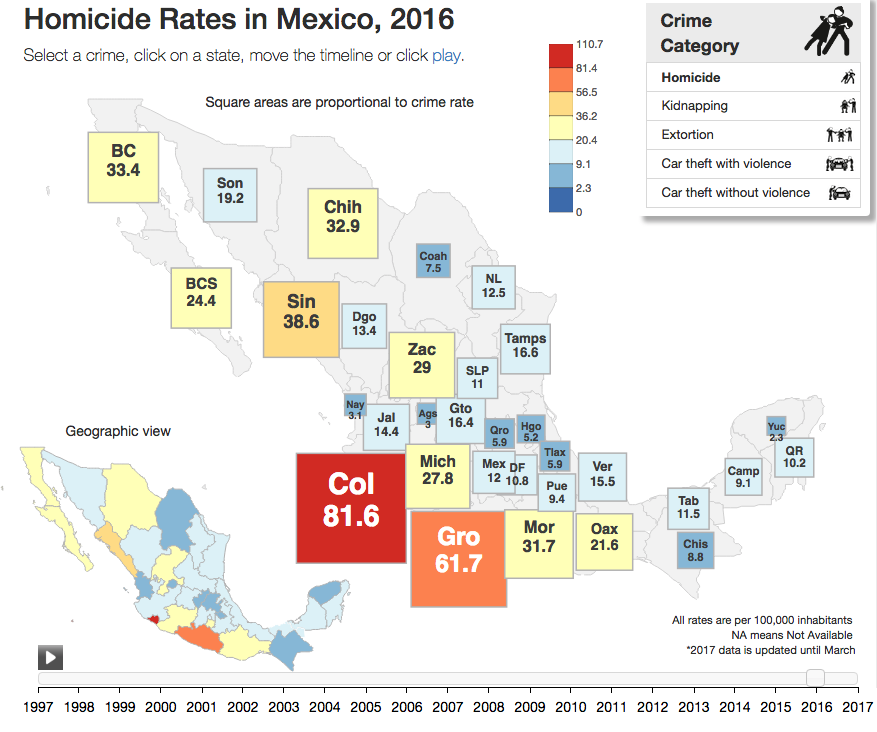 Homicide Rates in Mexico, 2016
Select a crime, click on a state, move the timeline or click play.
Square areas are proportional to crime rate
110.7
81.4
56.5
36.2
20.4
9.1
2.3
0
Crime
Category
Homicide
Kidnapping
Extortion
Car theft with violence
Car theft without violence
BC
33.4
Son
19.2
Chih
32.9
Coah
7.5
NL
12.5
BCS
24.4
Sin
38.6
Dgo
13.4
Tamps
16.6
Zac
29
SLP
11
Nay
3.1
Jal
14.4
Ags
3
Gto
16.4
Qro
5.9
Hgo
5.2
Tlax
5.9
Yuc
2.3
QR
10.2
Camp
9.1
Col
81.6
Mich
27.8
Mex
12
DF
10.8
Pue
9.4
Ver
15.5
Tab
11.5
Chis
8.8
Gro
61.7
Mor
31.7
Oax
21.6
Geographic view
All rates are per 100,000 inhabitants
NA means Not Available
*2017 data is updated until March
1997 1998 1999 2000 2001 2002 2003 2004 2005 2006 2007 2008 2009 2010 2011 2012 2013 2014 2015 2016 2017